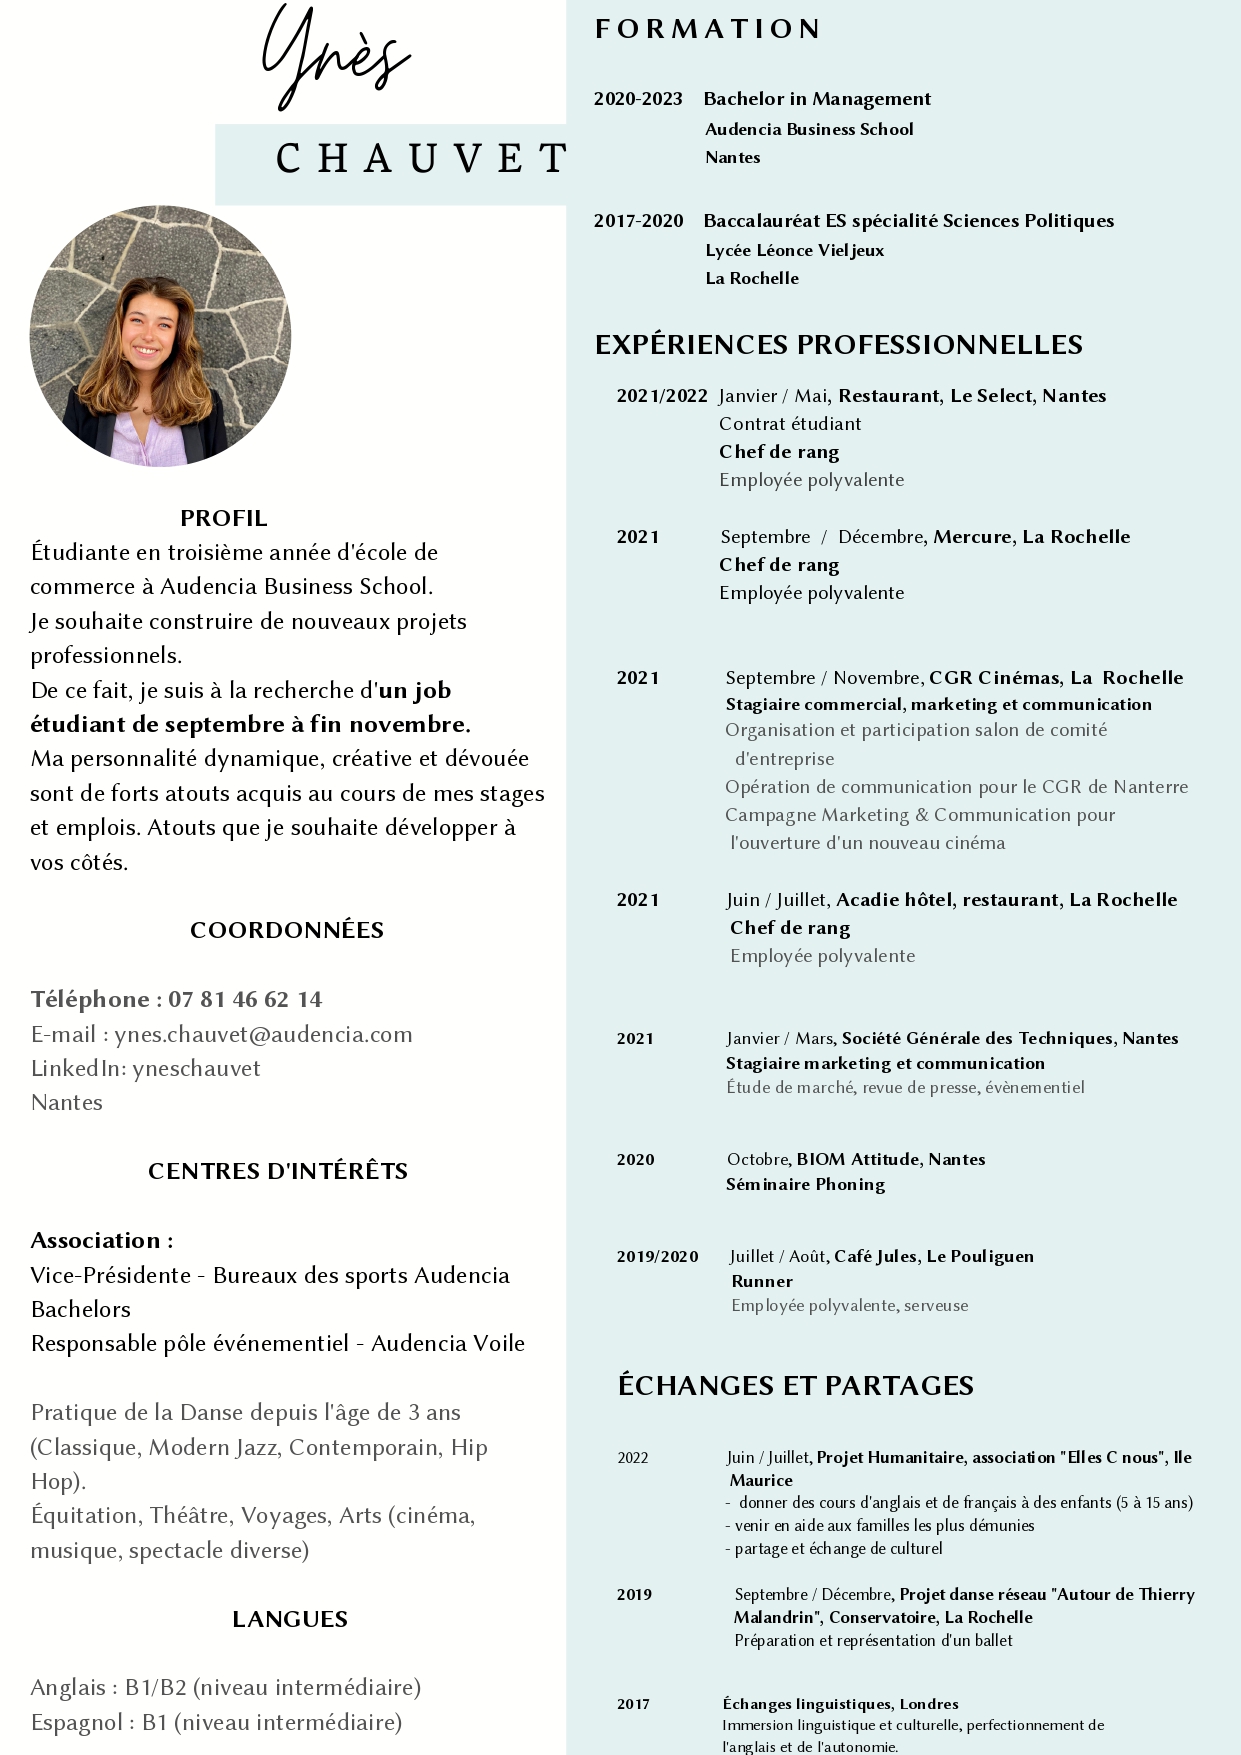 Ynès
CHAUVET
PROFIL
Étudiante en troisième année d'école de
commerce à Audencia Business School.
Je souhaite construire de nouveaux projets
professionnels.
De ce fait, je suis à la recherche d'un job
étudiant de septembre à fin novembre.
Ma personnalité dynamique, créative et dévouée
sont de forts atouts acquis au cours de mes stages
et emplois. Atouts que je souhaite développer à
vos côtés.
COORDONNÉES
Téléphone : 07 81 46 62 14
E-mail : ynes.chauvet@audencia.com
LinkedIn: yneschauvet
Nantes
CENTRES D'INTÉRÊTS
Association :
Vice-Présidente - Bureaux des sports Audencia
Bachelors
Responsable pôle événementiel - Audencia Voile
Pratique de la Danse depuis l'âge de 3 ans
(Classique, Modern Jazz, Contemporain, Hip
Hop).
Équitation, Théâtre, Voyages, Arts (cinéma,
musique, spectacle diverse)
LANGUES
Anglais : B1/B2 (niveau intermédiaire)
Espagnol : B1 (niveau intermédiaire)
FORMATION
2020-2023 Bachelor in Management
Audencia Business School
Nantes
2017-2020 Baccalauréat ES spécialité Sciences Politiques
Lycée Léonce Vieljeux
La Rochelle
EXPÉRIENCES PROFESSIONNELLES
2021/2022 Janvier / Mai, Restaurant, Le Select, Nantes
Contrat étudiant
Chef de rang
Employée polyvalente
2021 Septembre / Décembre, Mercure, La Rochelle
Chef de rang
Employée polyvalente
2021 Septembre / Novembre, CGR Cinémas, La Rochelle
Stagiaire commercial, marketing et communication
Organisation et participation salon de comité
d'entreprise
Opération de communication pour le CGR de Nanterre
Campagne Marketing & Communication pour
l'ouverture d'un nouveau cinéma
2021 Juin / Juillet, Acadie hôtel, restaurant, La Rochelle
Chef de rang
Employée polyvalente
2021 Janvier / Mars, Société Générale des Techniques, Nantes
Stagiaire marketing et communication
Étude de marché, revue de presse, évènementiel
2020 Octobre, BIOM Attitude, Nantes
Séminaire Phoning
2019/2020 Juillet / Août, Café Jules, Le Pouliguen
Runner
Employée polyvalente, serveuse
ÉCHANGES ET PARTAGES
2022 Juin / Juillet, Projet Humanitaire, association "Elles C nous", Ile
Maurice
- donner des cours d'anglais et de français à des enfants (5 à 15 ans)
- venir en aide aux familles les plus démunies
- partage et échange de culturel
2019 Septembre / Décembre, Projet danse réseau "Autour de Thierry
Malandrin", Conservatoire, La Rochelle
Préparation et représentation d'un ballet
2017 Échanges linguistiques, Londres
Immersion linguistique et culturelle, perfectionnement de
l'anglais et de l'autonomie.